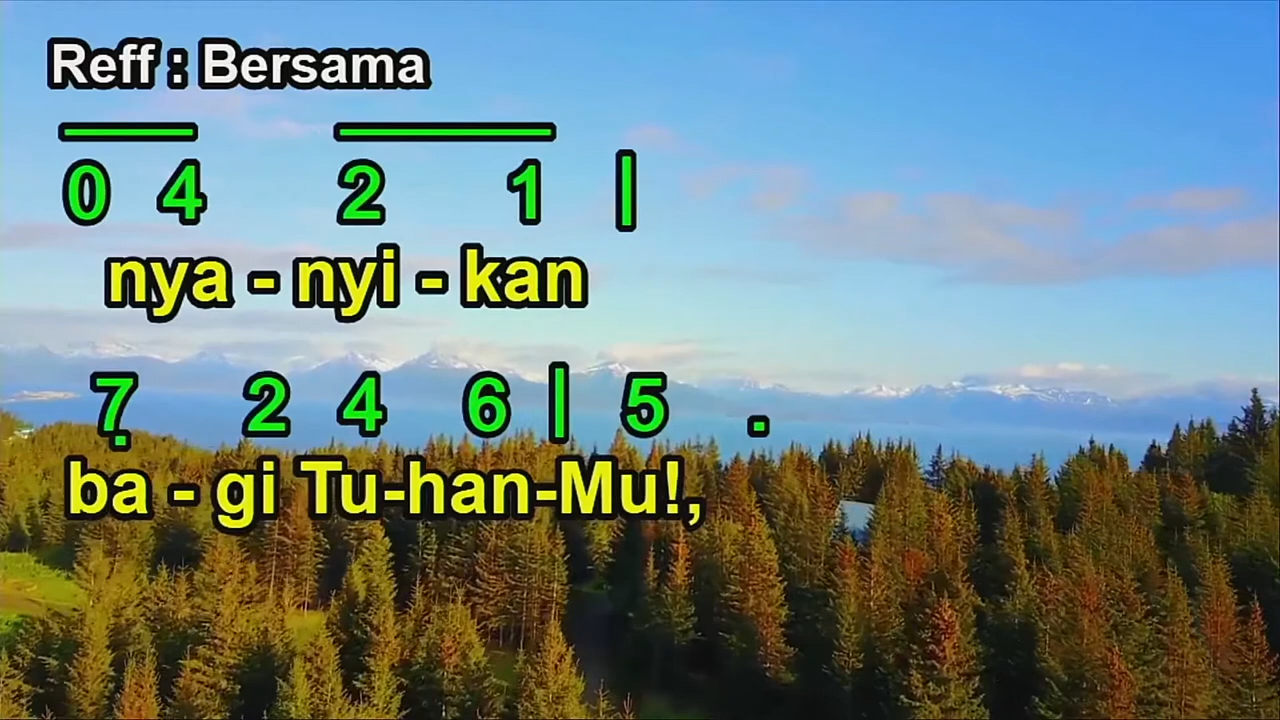 Reff : Bersama
0 4 2 1 |
nya - nyi - kan
7̣ 2 4 6 | 5 .
ba - gi Tu-han-Mu!,